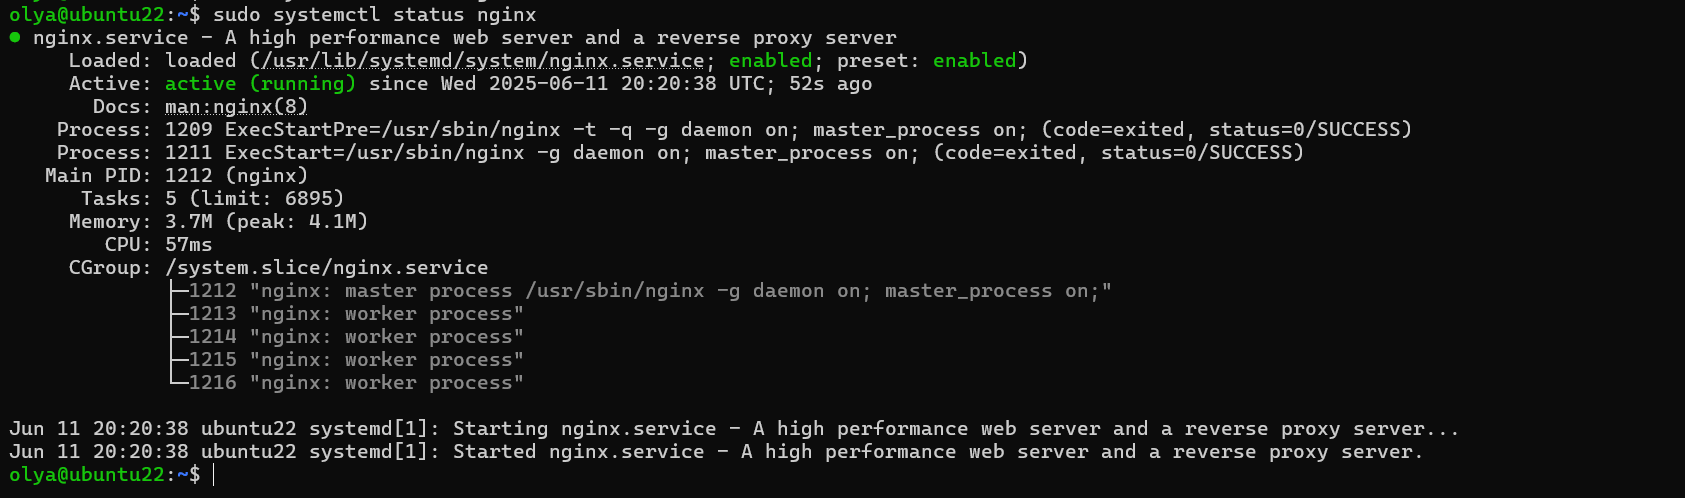 olya@ubuntu22:~$ sudo systemctl status nginx
● nginx.service - A high performance web server and a reverse proxy server
     Loaded: loaded (/usr/lib/systemd/system/nginx.service; enabled; preset: enabled)
     Active: active (running) since Wed 2025-06-11 20:20:38 UTC; 52s ago
       Docs: man:nginx(8)
    Process: 1209 ExecStartPre=/usr/sbin/nginx -t -q -g daemon on; master_process on; (code=exited, status=0/SUCCESS)
    Process: 1211 ExecStart=/usr/sbin/nginx -g daemon on; master_process on; (code=exited, status=0/SUCCESS)
   Main PID: 1212 (nginx)
      Tasks: 5 (limit: 6895)
     Memory: 3.7M (peak: 4.1M)
        CPU: 57ms
     CGroup: /system.slice/nginx.service
             ├─1212 "nginx: master process /usr/sbin/nginx -g daemon on; master_process on;"
             ├─1213 "nginx: worker process"
             ├─1214 "nginx: worker process"
             ├─1215 "nginx: worker process"
             └─1216 "nginx: worker process"
Jun 11 20:20:38 ubuntu22 systemd[1]: Starting nginx.service - A high performance web server and a reverse proxy server...
Jun 11 20:20:38 ubuntu22 systemd[1]: Started nginx.service - A high performance web server and a reverse proxy server.
olya@ubuntu22:~$